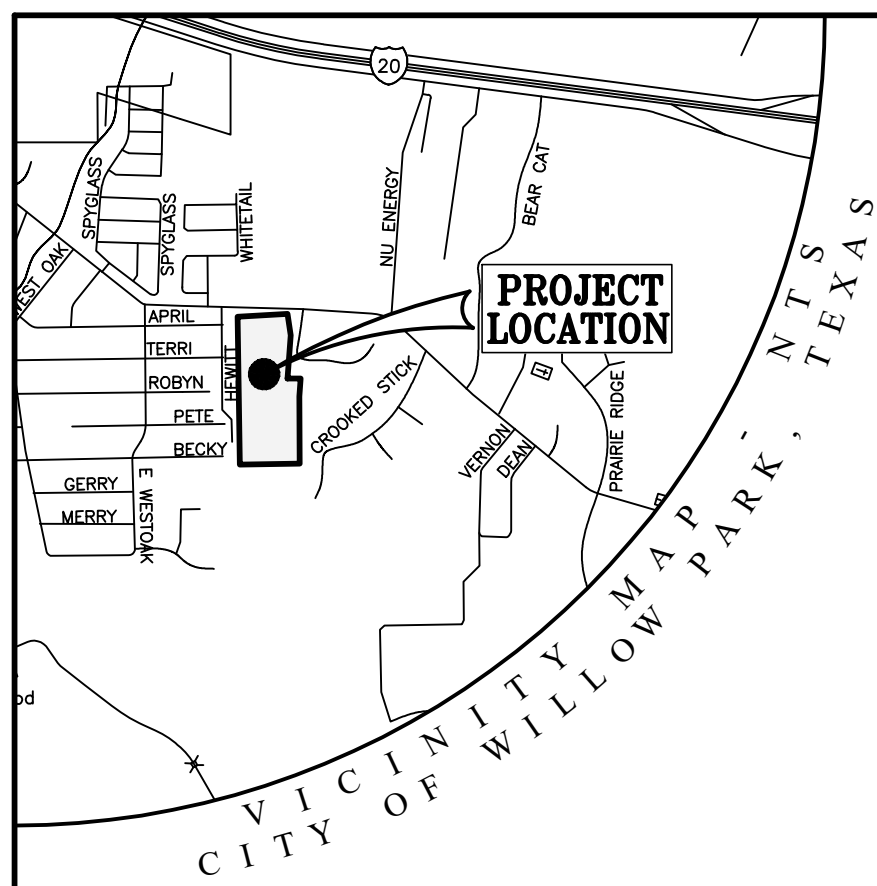 20
SPYGLASS
SPYGLASS
WHITETAIL
NU ENERGY
BEAR CAT
WEST OAK
PROJECT
LOCATION
APRIL
TERRI
HEWITT
ROBYN
PETE
BECKY
CROOKED STICK
PRAIRIE RIDGE
VERNON
DEAN
GERRY
MERRY
E WESTOAK
od
VICINITY MAP - NTS
CITY OF WILLOW PARK, TEXAS